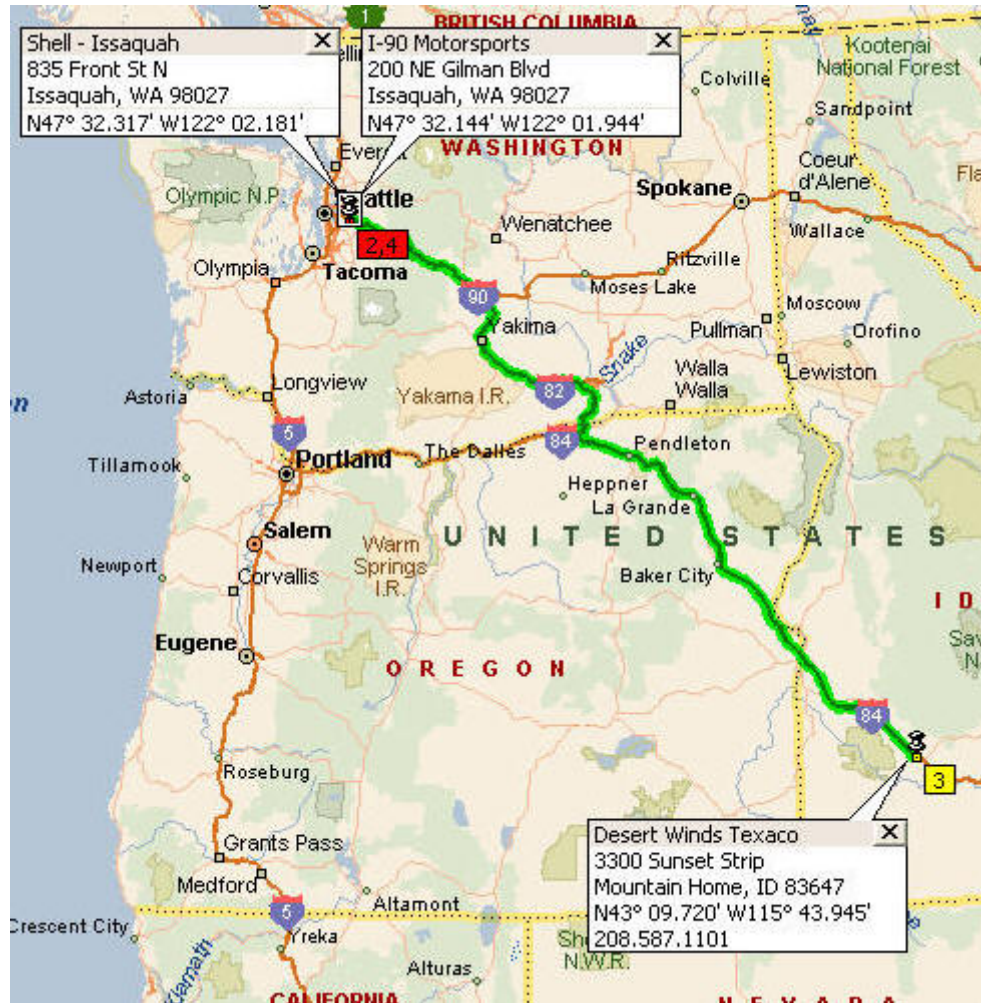 1
BRITISH COLUMBIA
Shell - Issaquah
835 Front St N
Issaquah, WA 98027
N47° 32.317' W122° 02.181'
I-90 Motorsports
200 NE Gilman Blvd
Issaquah, WA 98027
N47° 32.144' W122° 01.944'
Kootenai
National Forest
Colville
Sandpoint
WASHINGTON
Coeur
d'Alene
Olympic N.P.
Spokane
Wenatchee
Wallace
2,4
Olympia
Tacoma
Ritzville
Moses Lake
90
Moscow
Yakima
Pullman
Orofino
Snake
Walla
Walla
Lewiston
Longview
Astoria
Yakama I.R.
82
5
84
Pendleton
Portland
The Dalles
Tillamook
Heppner
La Grande
UNITED STATES
Salem
Warm
Springs
I.R.
Newport
Corvallis
Baker City
Eugene
OREGON
84
3
Roseburg
Desert Winds Texaco
3300 Sunset Strip
Mountain Home, ID 83647
N43° 09.720' W115° 43.945'
208.587.1101
Grants Pass
Medford
Altamont
Crescent City
5
Yreka
N.W.R.
Klamath
Alturas
CALIFORNIA
NEVADA